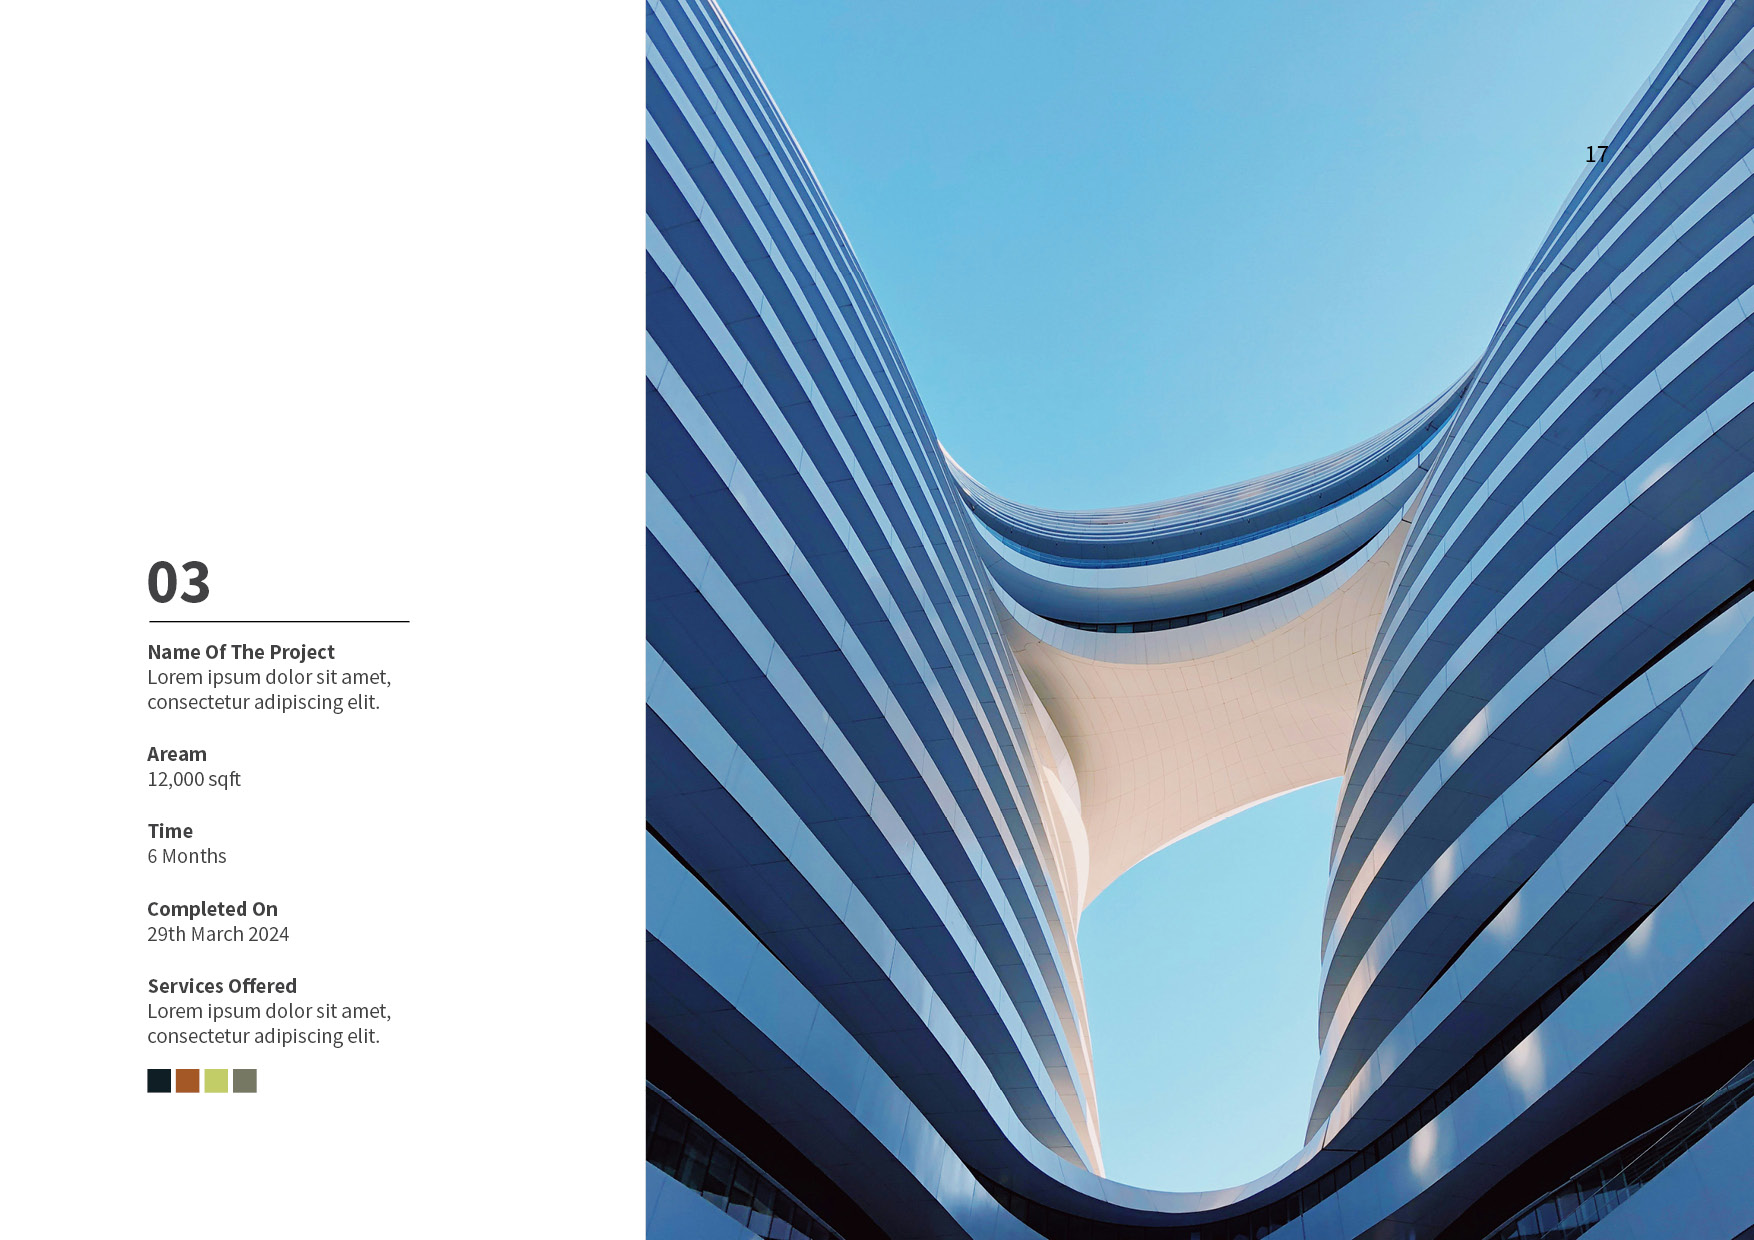 17
03
Name Of The Project
Lorem ipsum dolor sit amet,
consectetur adipiscing elit.
Aream
12,000 sqft
Time
6 Months
Completed On
29th March 2024
Services Offered
Lorem ipsum dolor sit amet,
consectetur adipiscing elit.